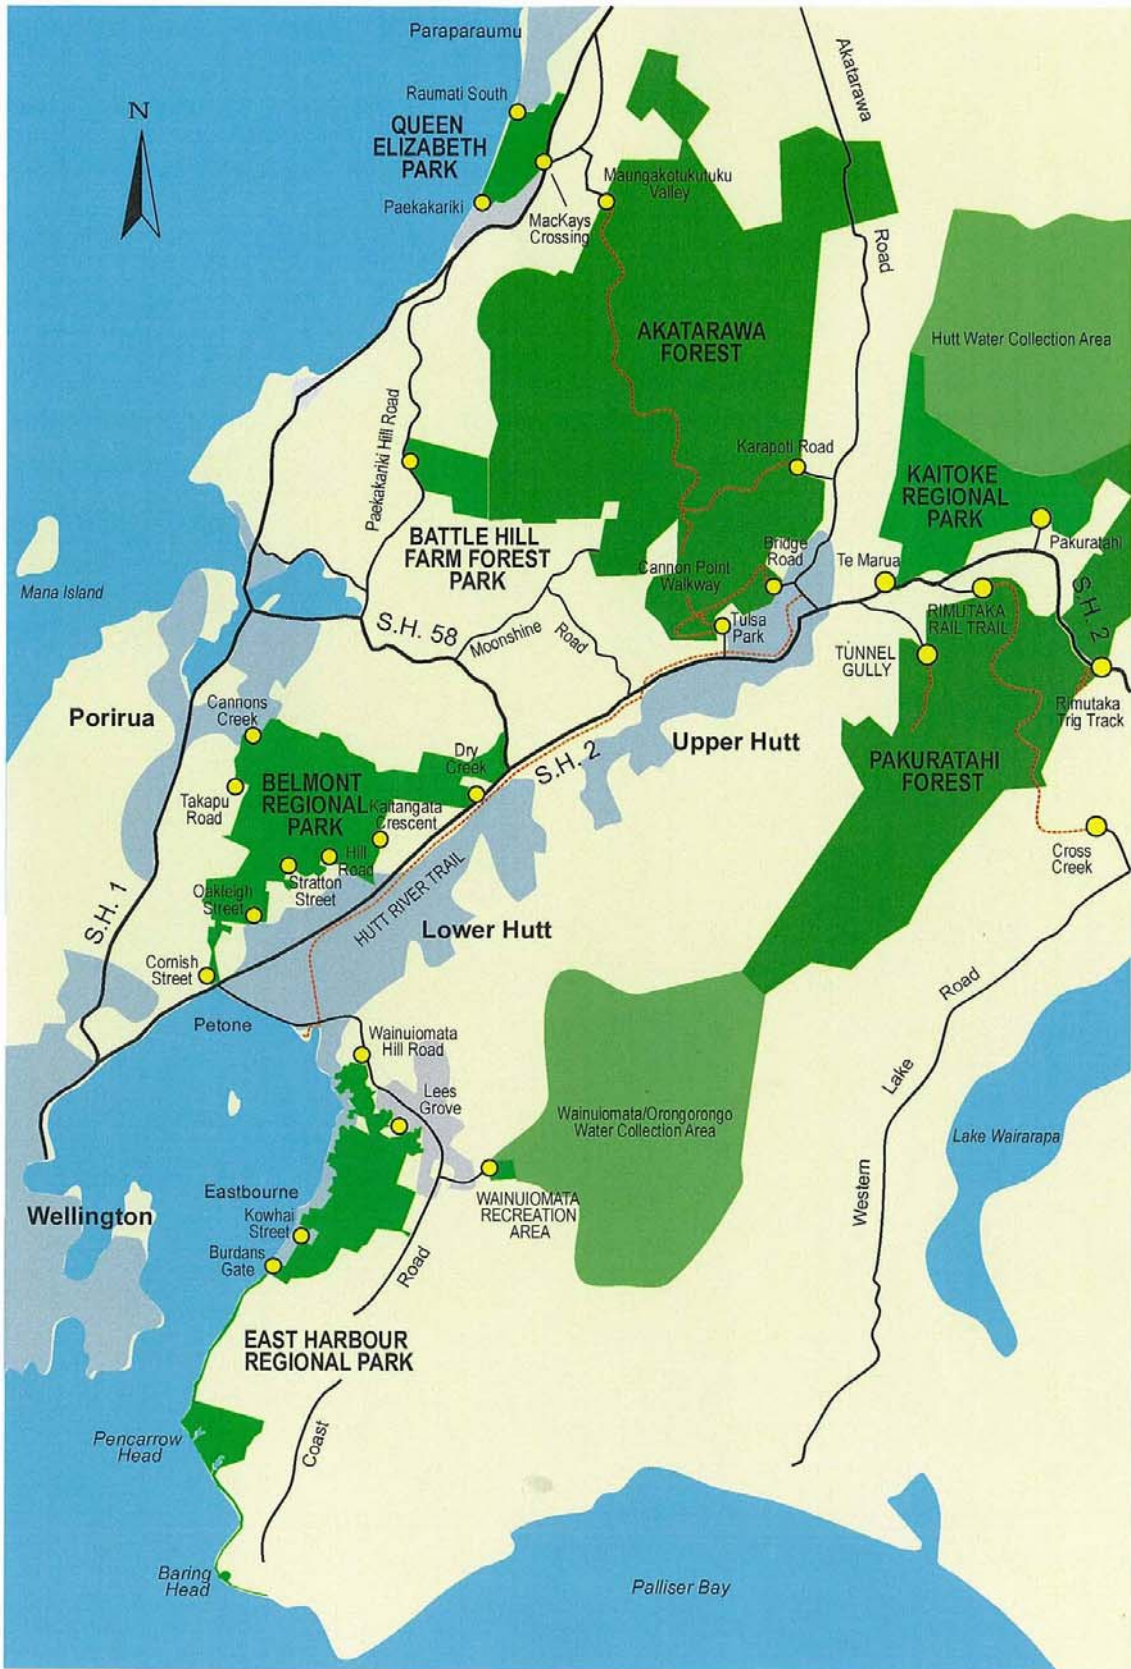 Paraparaumu
Akatarawa
Road
N
Raumati South
QUEEN
ELIZABETH
PARK
Paekakariki
MacKays
Crossing
Maungakotukutuku
Valley
AKATARAWA
FOREST
Hutt Water Collection Area
Paekakariki Hill Road
Karapoti Road
KAITOKE
REGIONAL
PARK
Pakuratahi
BATTLE HILL
FARM FOREST
PARK
Bridge
Road
Cannon Point
Walkway
Te Marua
Mana Island
S.H. 58
Moonshine
Road
Tulsa
Park
RIMUTAKA
RAIL TRAIL
S.H. 2
TUNNEL
GULLY
Rimutaka
Trig Track
Porirua
Cannons
Creek
Upper Hutt
Dry
Creek
S.H. 2
PAKURATAHI
FOREST
Takapu
Road
BELMONT
REGIONAL
PARK
Kaitangata
Crescent
Hill
Road
Stratton
Street
Cross
Creek
S.H. 1
Oakleigh
Street
HUTT RIVER TRAIL
Lower Hutt
Cornish
Street
Petone
Wainuiomata
Hill Road
Lees
Grove
Wainuiomata/Orongorongo
Water Collection Area
Western
Lake
Road
Lake Wairarapa
Eastbourne
Kowhai
Street
Burdans
Gate
WAINUIOMATA
RECREATION
AREA
Wellington
Road
EAST HARBOUR
REGIONAL PARK
Coast
Pencarrow
Head
Baring
Head
Palliser Bay